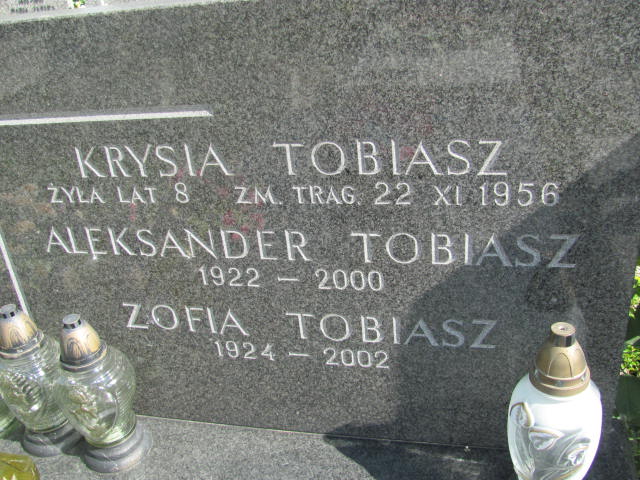 KRYSIA TOBIASZ
ŻYŁA LAT 8 ZM. TRAG. 22 XI 1956
ALEKSANDER TOBIASZ
1922 – 2000
ZOFIA TOBIASZ
1924 – 2002